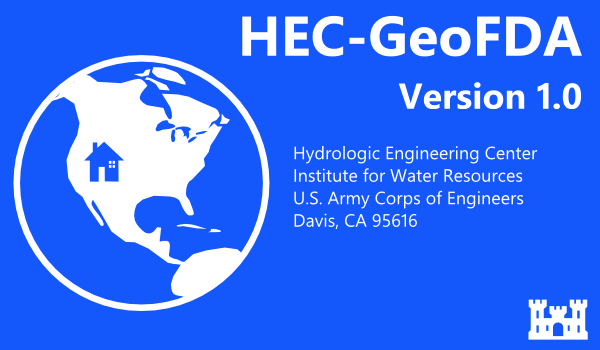 HEC-GeoFDA
Version 1.0
Hydrologic Engineering Center
Institute for Water Resources
U.S. Army Corps of Engineers
Davis, CA 95616